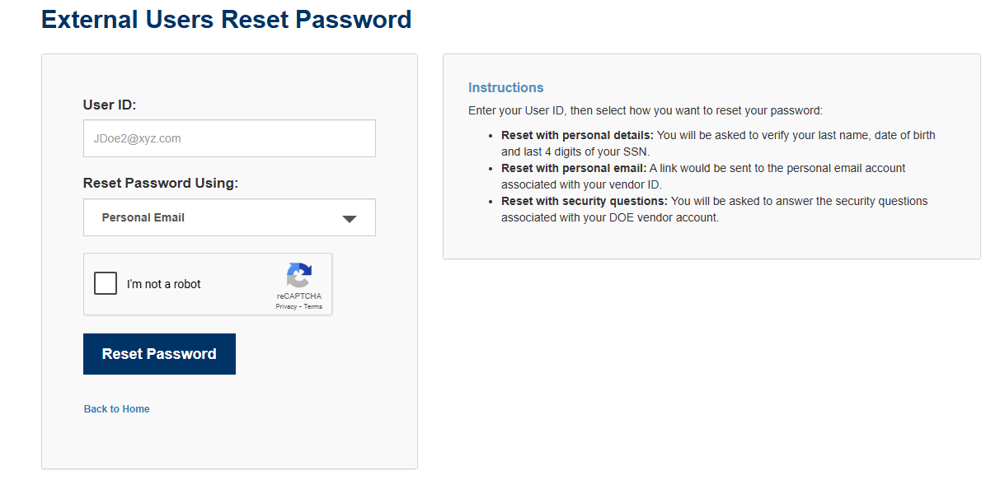 External Users Reset Password
User ID:
JDoe2@xyz.com
Reset Password Using:
Personal Email
I'm not a robot
reCAPTCHA
Privacy - Terms
Reset Password
Back to Home
Instructions
Enter your User ID, then select how you want to reset your password:
• Reset with personal details: You will be asked to verify your last name, date of birth
and last 4 digits of your SSN.
• Reset with personal email: A link would be sent to the personal email account
associated with your vendor ID.
• Reset with security questions: You will be asked to answer the security questions
associated with your DOE vendor account.